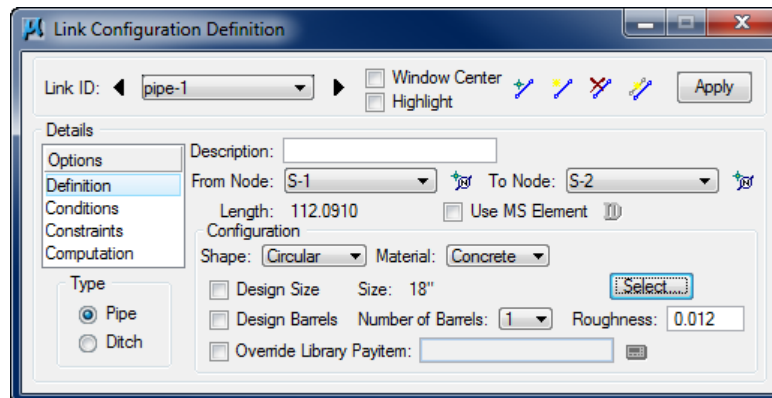 Link Configuration Definition
Link ID: pipe-1 Window Center Apply
Highlight
Details
Options
Definition
Conditions
Constraints
Computation
Description:
From Node: S-1 To Node: S-2
Length: 112.0910 Use MS Element
Configuration
Shape: Circular Material: Concrete
Type
Pipe
Ditch
Design Size Size: 18" Select....
Design Barrels Number of Barrels: 1 Roughness: 0.012
Override Library Payitem: